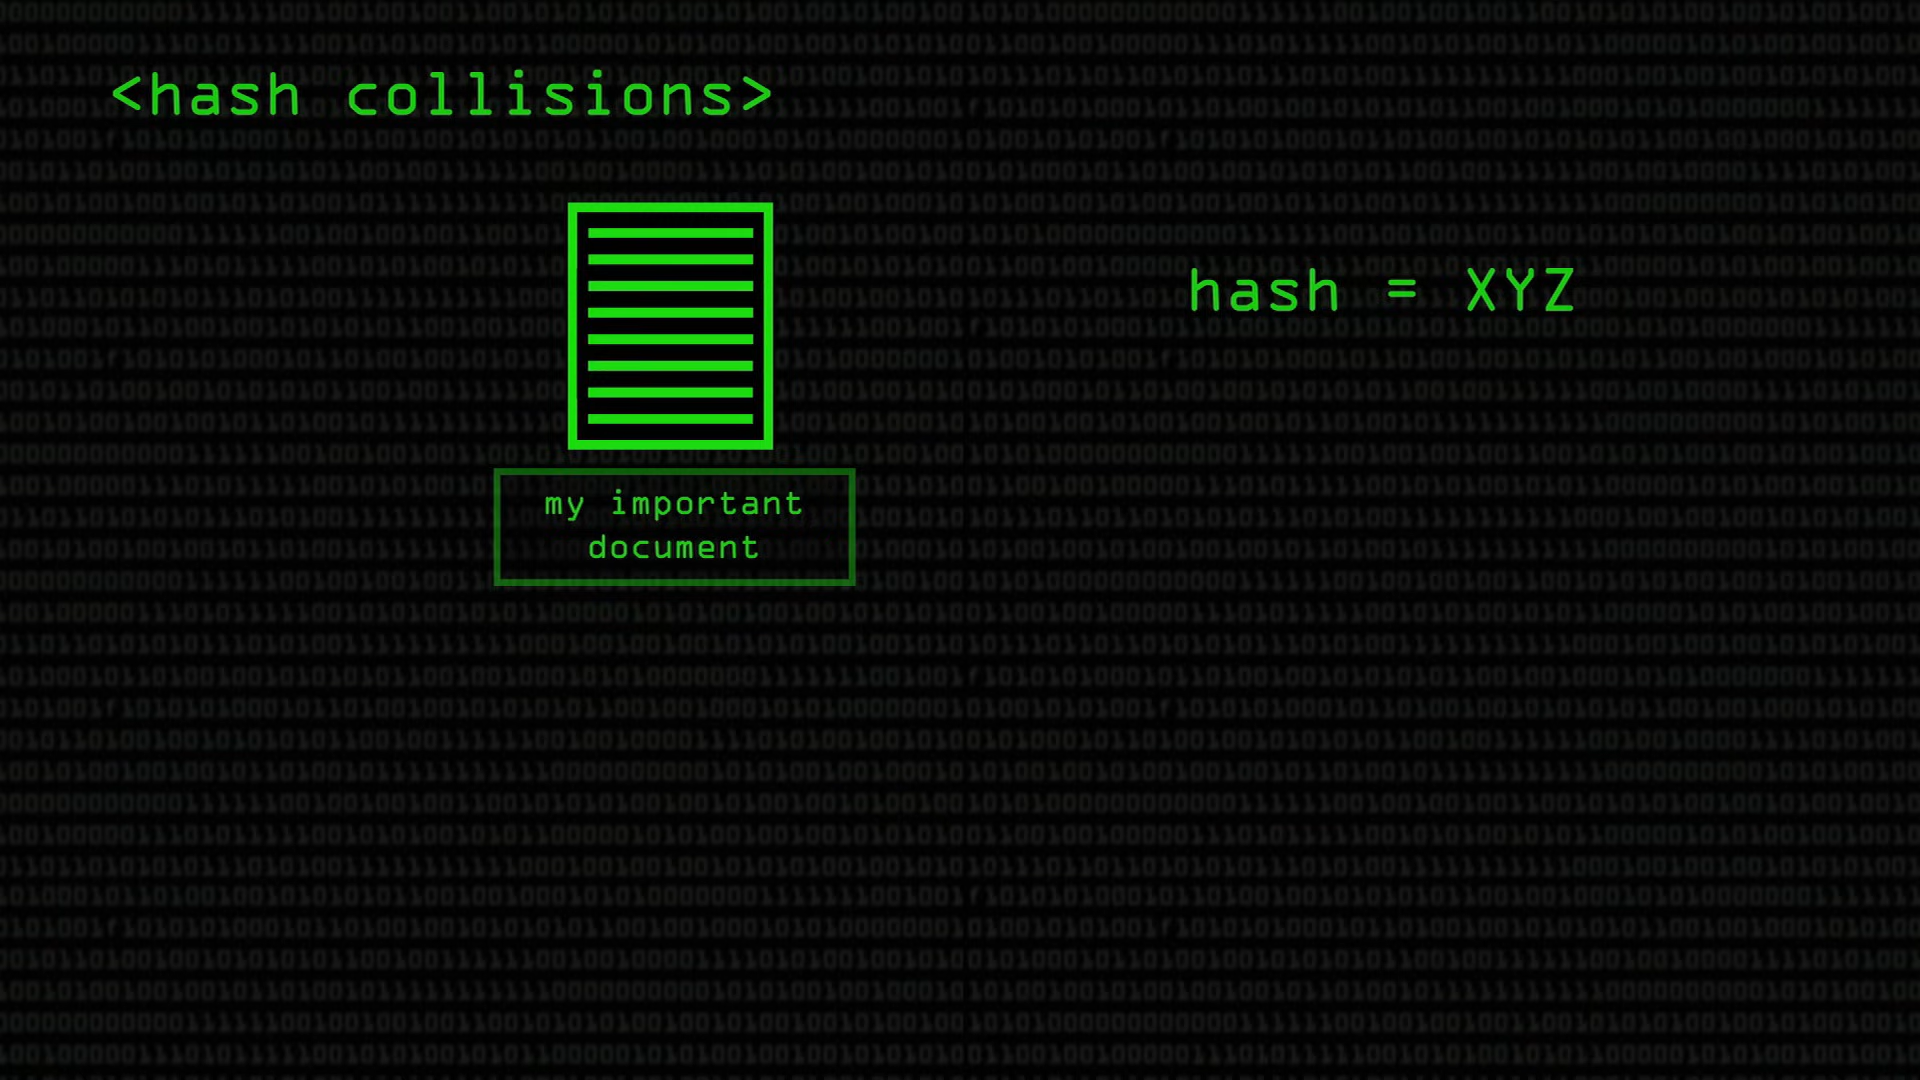 <hash collisions>
hash = XYZ
my important
document